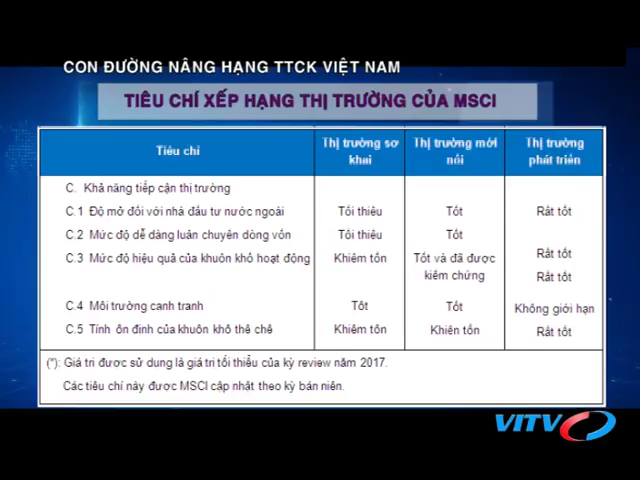 CON ĐƯỜNG NÂNG HẠNG TTCK VIỆT NAM
TIÊU CHÍ XẾP HẠNG THỊ TRƯỜNG CỦA MSCI
Tiêu chí Thị trường sơ khai Thị trường mới nổi Thị trường phát triển
C. Khả năng tiếp cận thị trường
C.1 Độ mở đối với nhà đầu tư nước ngoài Tối thiểu Tốt Rất tốt
C.2 Mức độ dễ dàng luân chuyển dòng vốn Tối thiểu Tốt Rất tốt
C.3 Mức độ hiệu quả của khuôn khổ hoạt động Khiêm tốn Tốt và đã được kiểm chứng Rất tốt
C.4 Môi trường cạnh tranh Tốt Tốt Không giới hạn
C.5 Tính ổn định của khuôn khổ thể chế Khiêm tốn Khiên tốn Rất tốt
(*): Giá trị được sử dụng là giá trị tối thiểu của kỳ review năm 2017.
Các tiêu chí này được MSCI cập nhật theo kỳ bán niên.
VITV